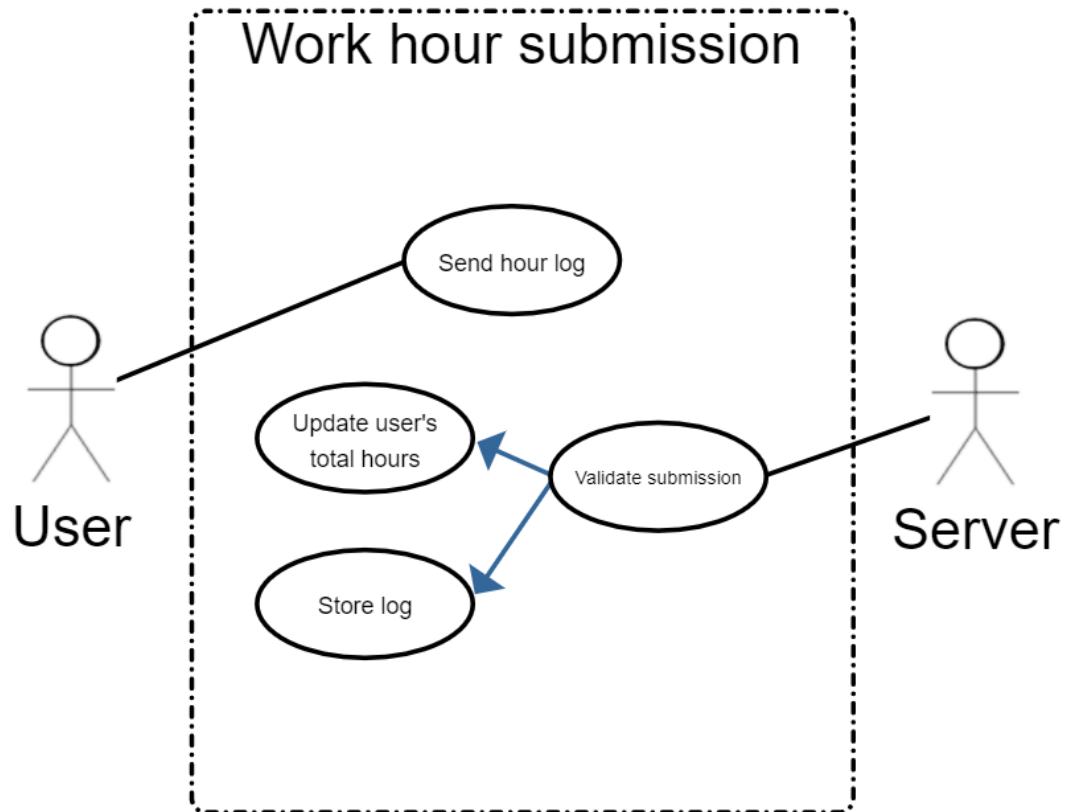 Work hour submission
Send hour log
Update user's
total hours
Validate submission
User
Server
Store log